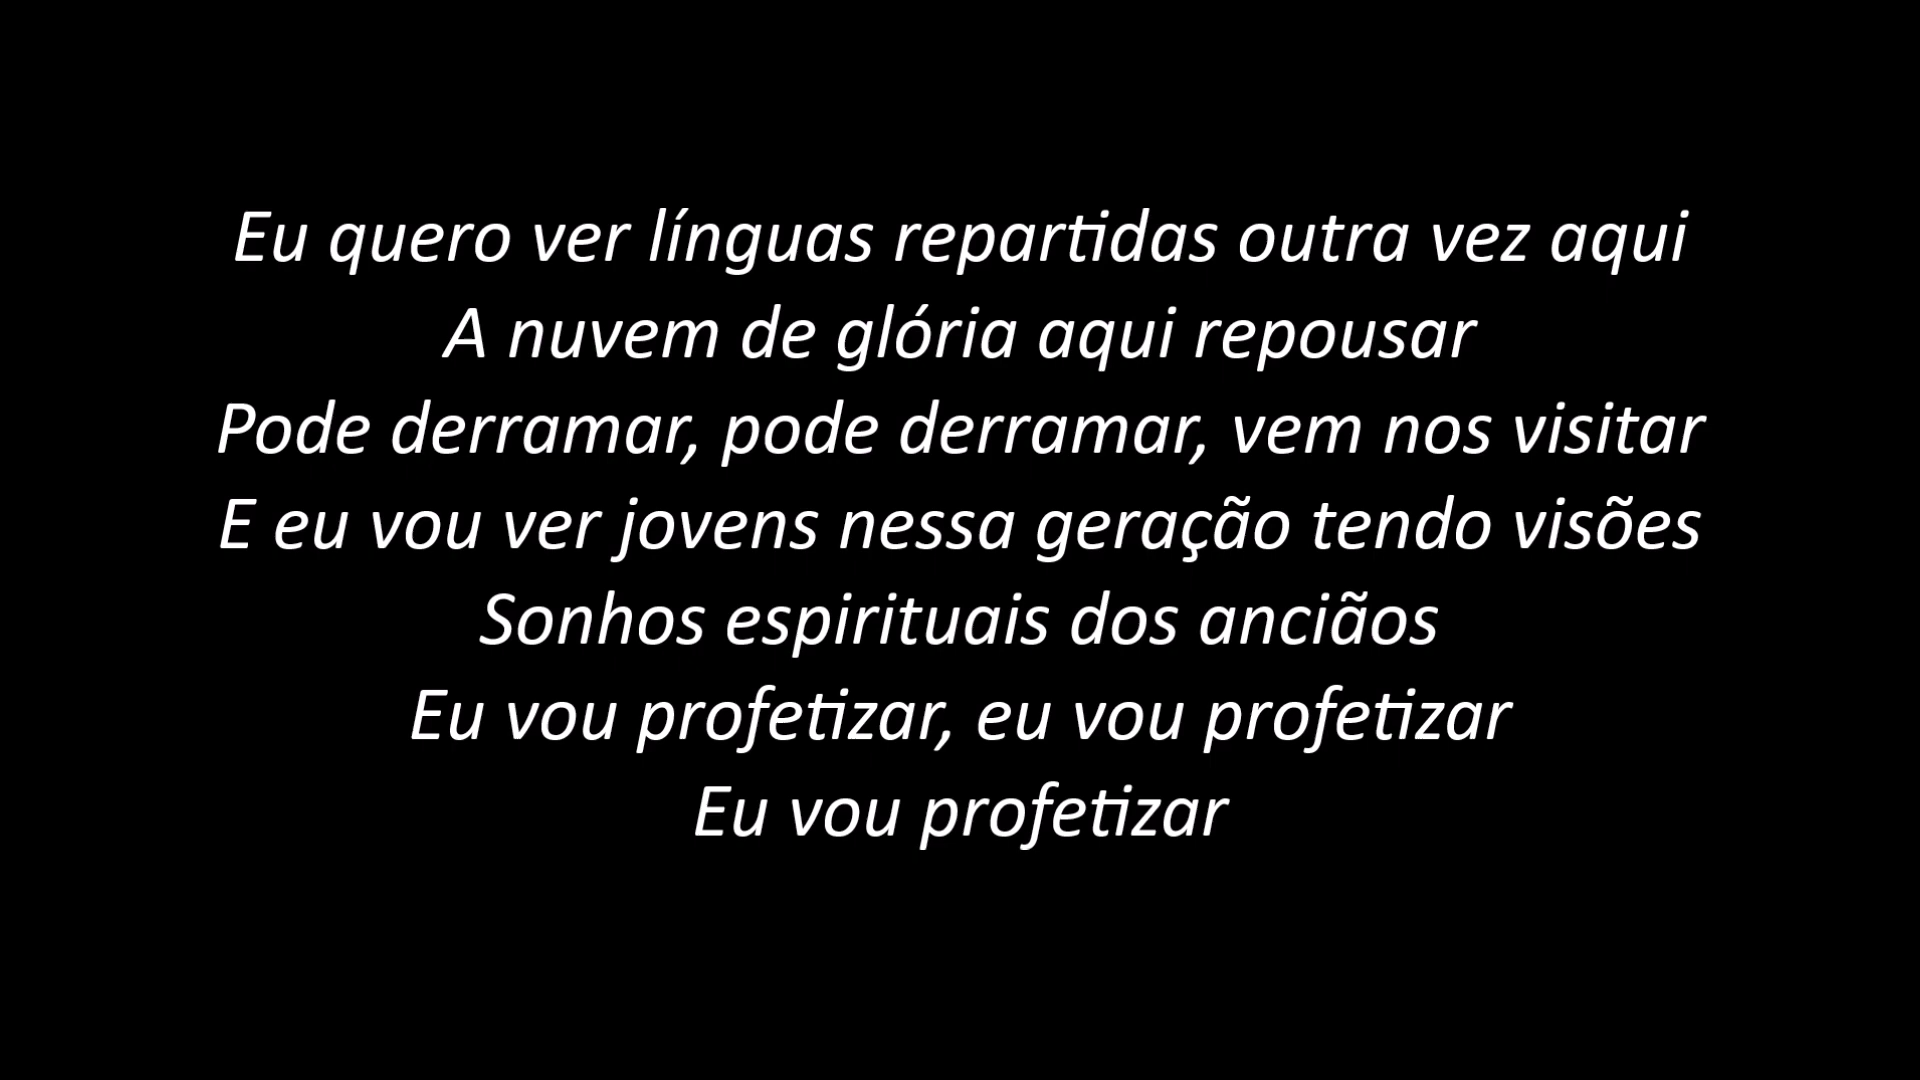 Eu quero ver línguas repartidas outra vez aqui
A nuvem de glória aqui repousar
Pode derramar, pode derramar, vem nos visitar
E eu vou ver jovens nessa geração tendo visões
Sonhos espirituais dos anciãos
Eu vou profetizar, eu vou profetizar
Eu vou profetizar